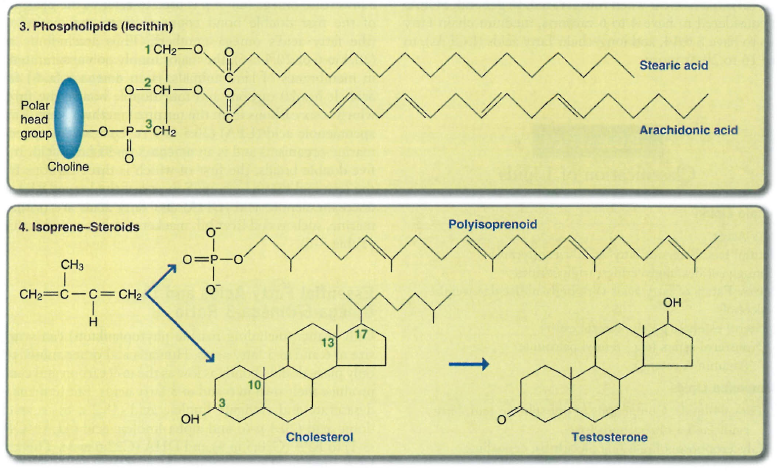 3. Phospholipids (lecithin)
1 CH₂—O
O
Stearic acid
2
O
O
O
Arachidonic acid
Polar
head
group
O
P
3
CH₂
O
Choline
4. Isoprene–Steroids
Polyisoprenoid
O⁻
O=P—O
O⁻
CH₃
CH₂=C—C=CH₂
H
OH
13
17
10
3
OH
O
Cholesterol
Testosterone